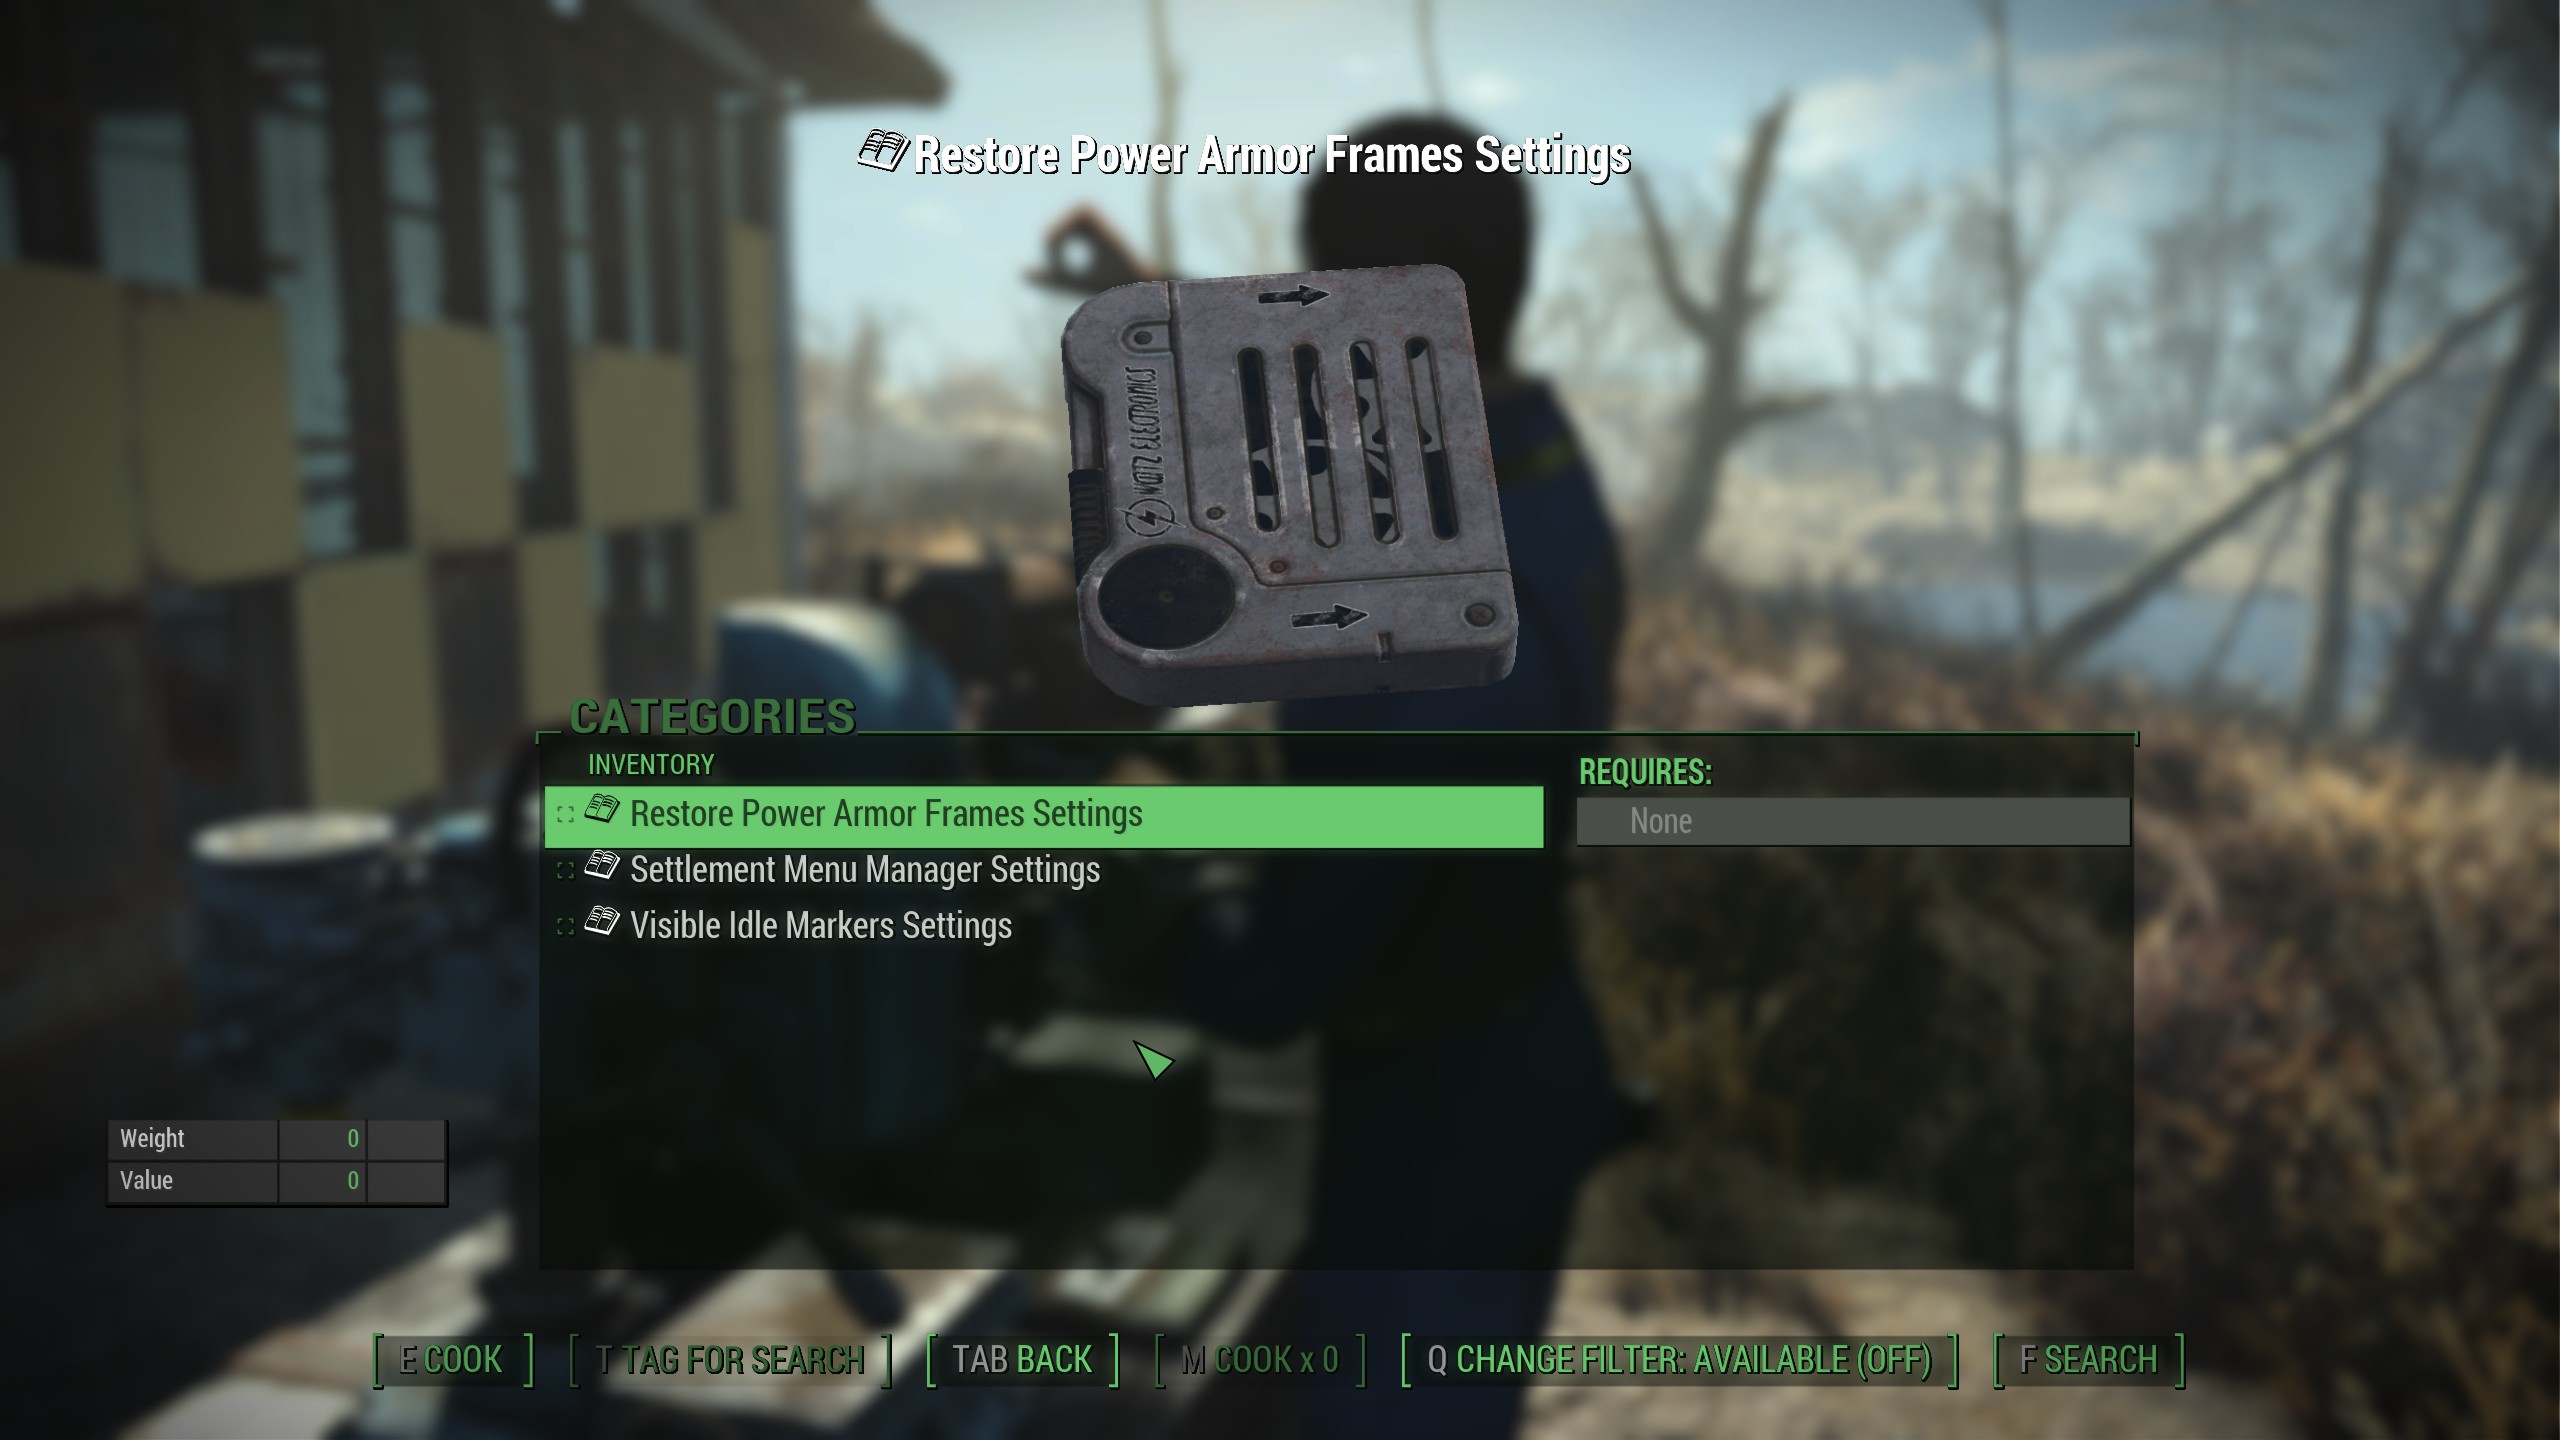 Restore Power Armor Frames Settings
WATTZ ELECTRONICS
CATEGORIES
INVENTORY
Restore Power Armor Frames Settings
Settlement Menu Manager Settings
Visible Idle Markers Settings
REQUIRES:
None
Weight 0
Value 0
E COOK
T TAG FOR SEARCH
TAB BACK
M COOK x 0
Q CHANGE FILTER: AVAILABLE (OFF)
F SEARCH